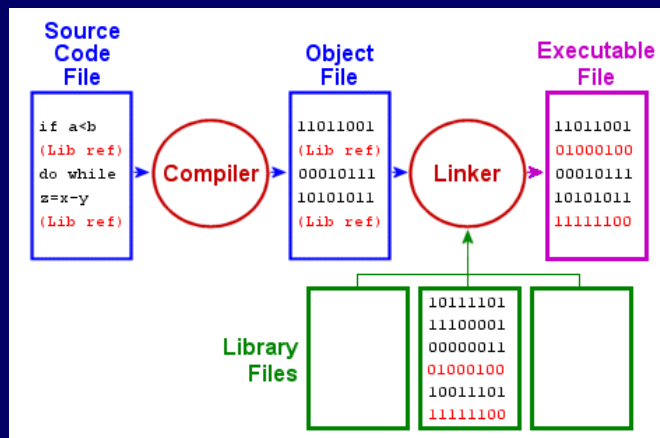 Source
Code
File
Object
File
Executable
File
if a<b
(Lib ref)
do while
z=x-y
(Lib ref)
Compiler
11011001
(Lib ref)
00010111
10101011
(Lib ref)
Linker
11011001
01000100
00010111
10101011
11111100
Library
Files
10111101
11100001
00000011
01000100
10011101
11111100